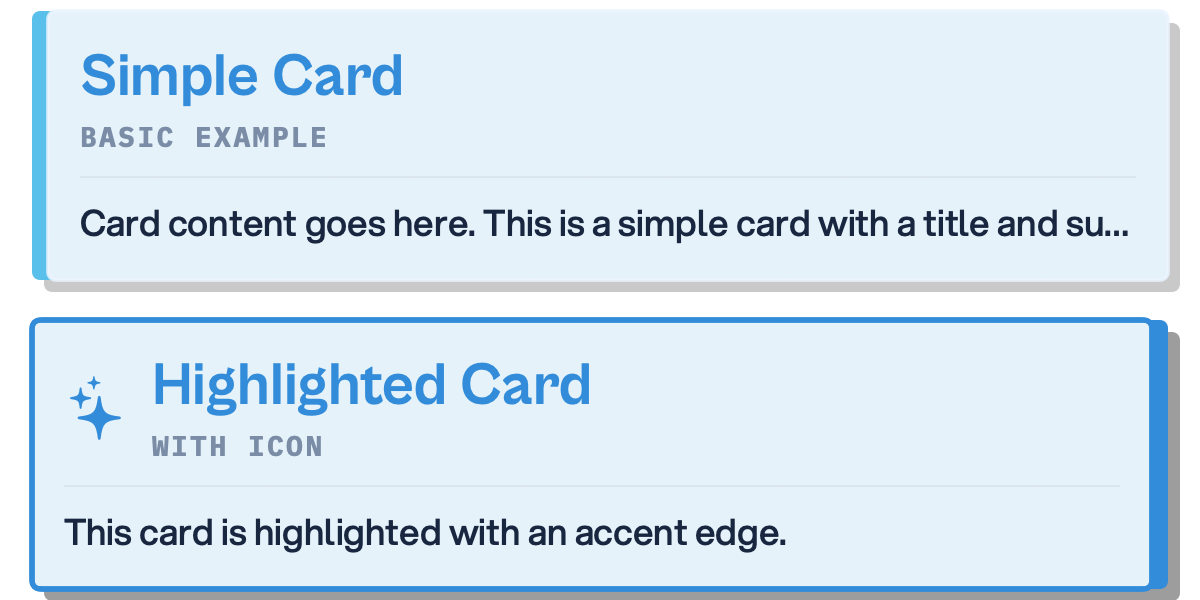 Simple Card
BASIC EXAMPLE
Card content goes here. This is a simple card with a title and su...
Highlighted Card
WITH ICON
This card is highlighted with an accent edge.